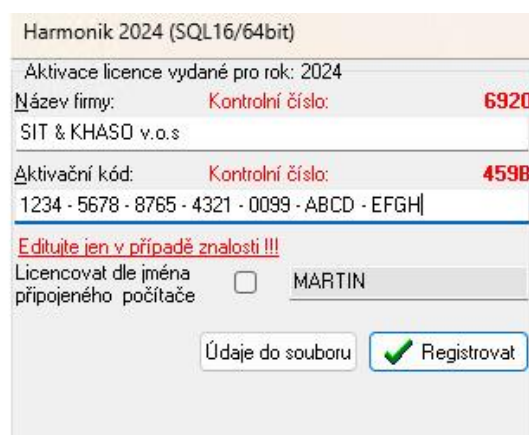 Harmonik 2024 (SQL16/64bit)
Aktivace licence vydané pro rok: 2024
Název firmy: Kontrolní číslo: 6920
SIT & KHASO v.o.s
Aktivační kód: Kontrolní číslo: 459B
1234 - 5678 - 8765 - 4321 - 0099 - ABCD - EFGH
Editujte jen v případě znalosti !!!
Licencovat dle jména
připojeného počítače
MARTIN
Údaje do souboru Registrovat